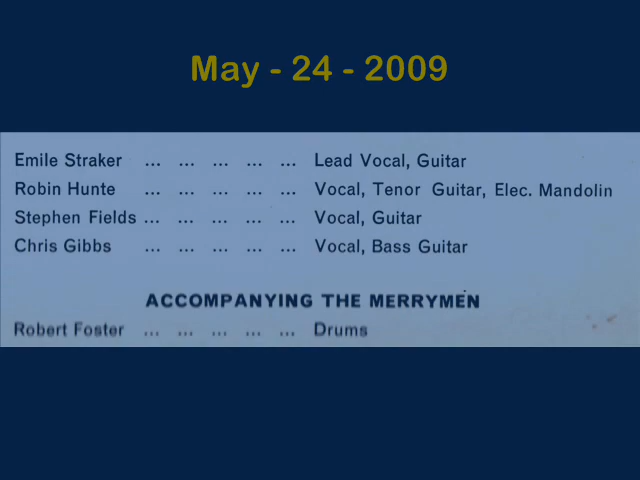 May - 24 - 2009
Emile Straker ... ... ... ... ... Lead Vocal, Guitar
Robin Hunte ... ... ... ... ... Vocal, Tenor Guitar, Elec. Mandolin
Stephen Fields ... ... ... ... ... Vocal, Guitar
Chris Gibbs ... ... ... ... ... Vocal, Bass Guitar
ACCOMPANYING THE MERRYMEN
Robert Foster ... ... ... ... ... Drums